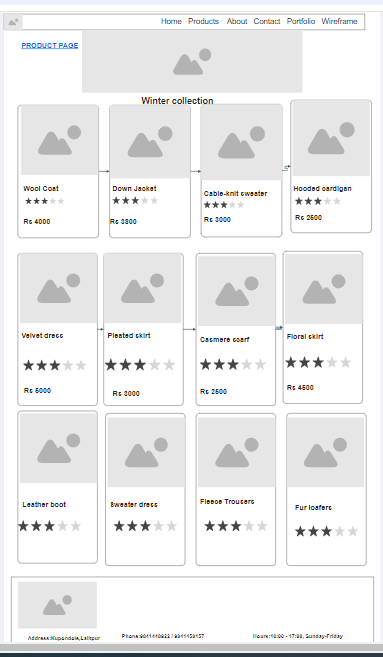 Home Products About Contact Portfolio Wireframe
PRODUCT PAGE
Winter collection
Wool Coat Down Jacket Cable-knit sweater Hooded cardigan
Rs 4000 Rs 3800 Rs 3000 Rs 2500
Velvet dress Pleated skirt Casmere scarf Floral skirt
Rs 5000 Rs 3000 Rs 2500 Rs 4500
Leather boot Sweater dress Fleece Trousers Fur loafers
Address:Kupondole,Lalitpur Hours:10:00 - 17:00, Sunday-Friday